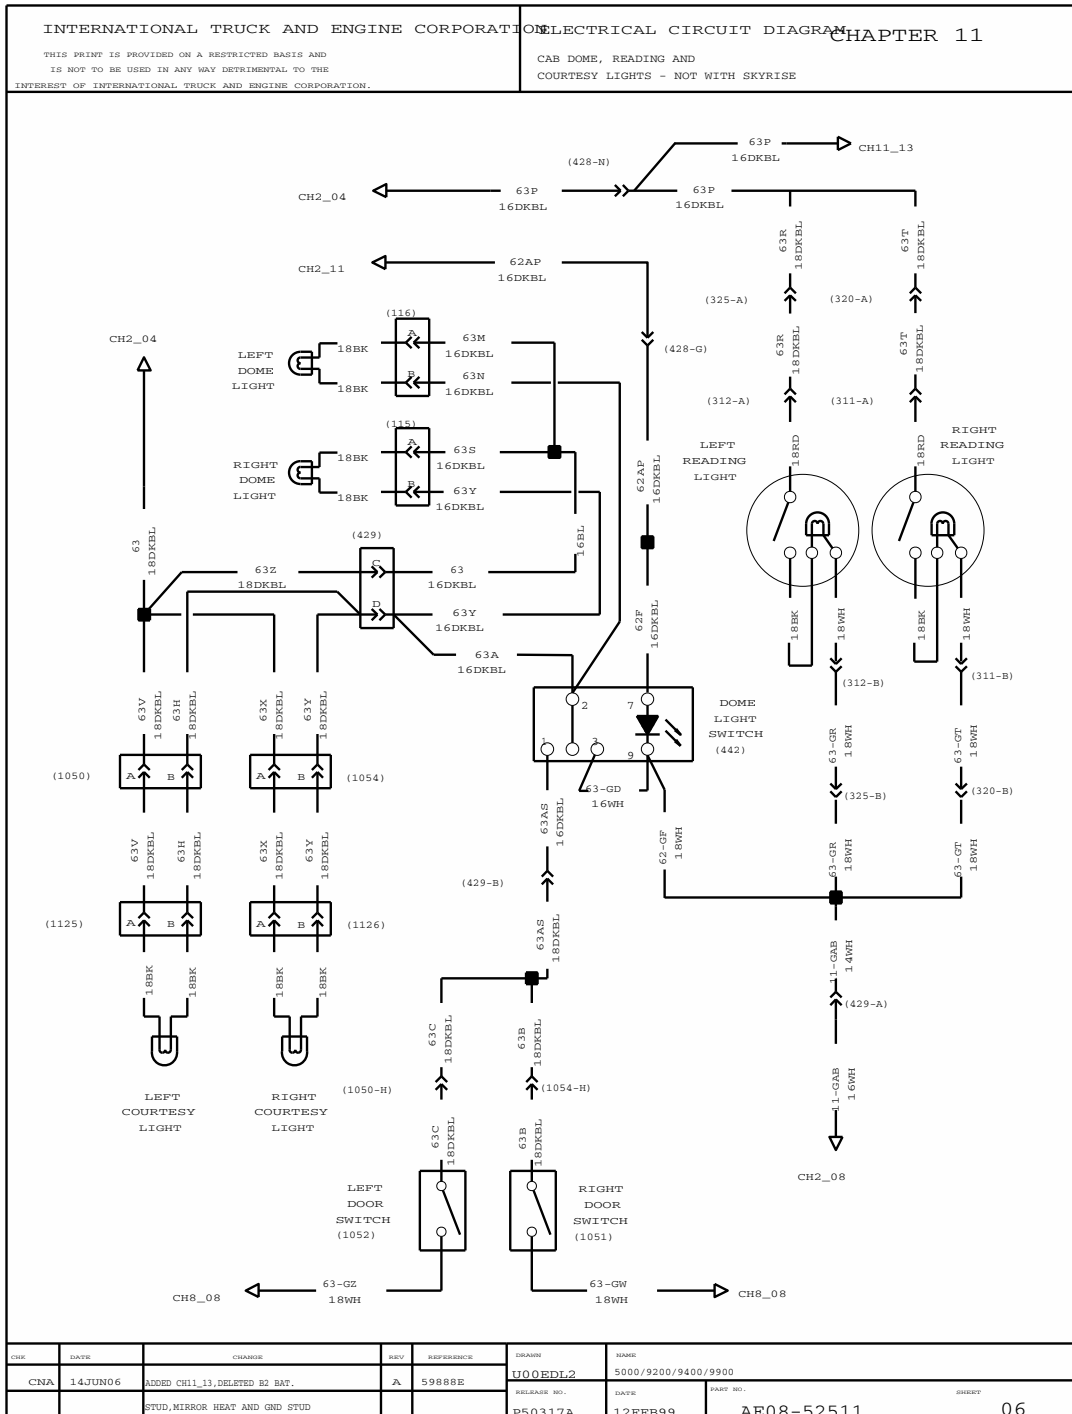 INTERNATIONAL TRUCK AND ENGINE CORPORATION
THIS PRINT IS PROVIDED ON A RESTRICTED BASIS AND
IS NOT TO BE USED IN ANY WAY DETRIMENTAL TO THE
INTEREST OF INTERNATIONAL TRUCK AND ENGINE CORPORATION.
ELECTRICAL CIRCUIT DIAGRAM
CHAPTER 11
CAB DOME, READING AND
COURTESY LIGHTS - NOT WITH SKYRISE
63P
16DKBL
CH11_13
(428-N)
CH2_04
63P
16DKBL
63P
16DKBL
63R
18DKBL
63T
18DKBL
CH2_11
62AP
16DKBL
(325-A)
(320-A)
(116)
CH2_04
LEFT
DOME
LIGHT
18BK
A
63M
16DKBL
18BK
B
63N
16DKBL
(428-G)
63R
18DKBL
63T
18DKBL
(312-A)
(311-A)
(115)
RIGHT
DOME
LIGHT
18BK
A
63S
16DKBL
18BK
B
63Y
16DKBL
62AP
16DKBL
LEFT
READING
LIGHT
18RD
18RD
RIGHT
READING
LIGHT
63
18DKBL
(429)
63Z
18DKBL
C
63
16DKBL
16BL
D
63Y
16DKBL
63A
16DKBL
62F
16DKBL
18BK
18WH
18BK
18WH
(312-B)
(311-B)
63V
18DKBL
63H
18DKBL
63X
18DKBL
63Y
18DKBL
2
7
1
3
9
DOME
LIGHT
SWITCH
(442)
63-GR
18WH
63-GT
18WH
(1050)
A
B
A
B
(1054)
63-GD
16WH
(325-B)
(320-B)
63V
18DKBL
63H
18DKBL
63X
18DKBL
63Y
18DKBL
63AS
16DKBL
62-GF
18WH
63-GR
18WH
63-GT
18WH
(429-B)
(1125)
A
B
A
B
(1126)
63AS
18DKBL
11-GAB
14WH
18BK
18BK
18BK
18BK
(429-A)
63C
18DKBL
63B
18DKBL
LEFT
COURTESY
LIGHT
RIGHT
COURTESY
LIGHT
(1050-H)
(1054-H)
11-GAB
16WH
63C
18DKBL
63B
18DKBL
CH2_08
LEFT
DOOR
SWITCH
(1052)
RIGHT
DOOR
SWITCH
(1051)
CH8_08
63-GZ
18WH
63-GW
18WH
CH8_08
CHK
DATE
CHANGE
REV
REFERENCE
DRAWN
NAME
CNA
14JUN06
ADDED CH11_13,DELETED B2 BAT.
A
59888E
U00EDL2
5000/9200/9400/9900
STUD,MIRROR HEAT AND GND STUD
RELEASE NO.
DATE
PART NO.
SHEET
P50317A
12FEB99
AE08-52511
06